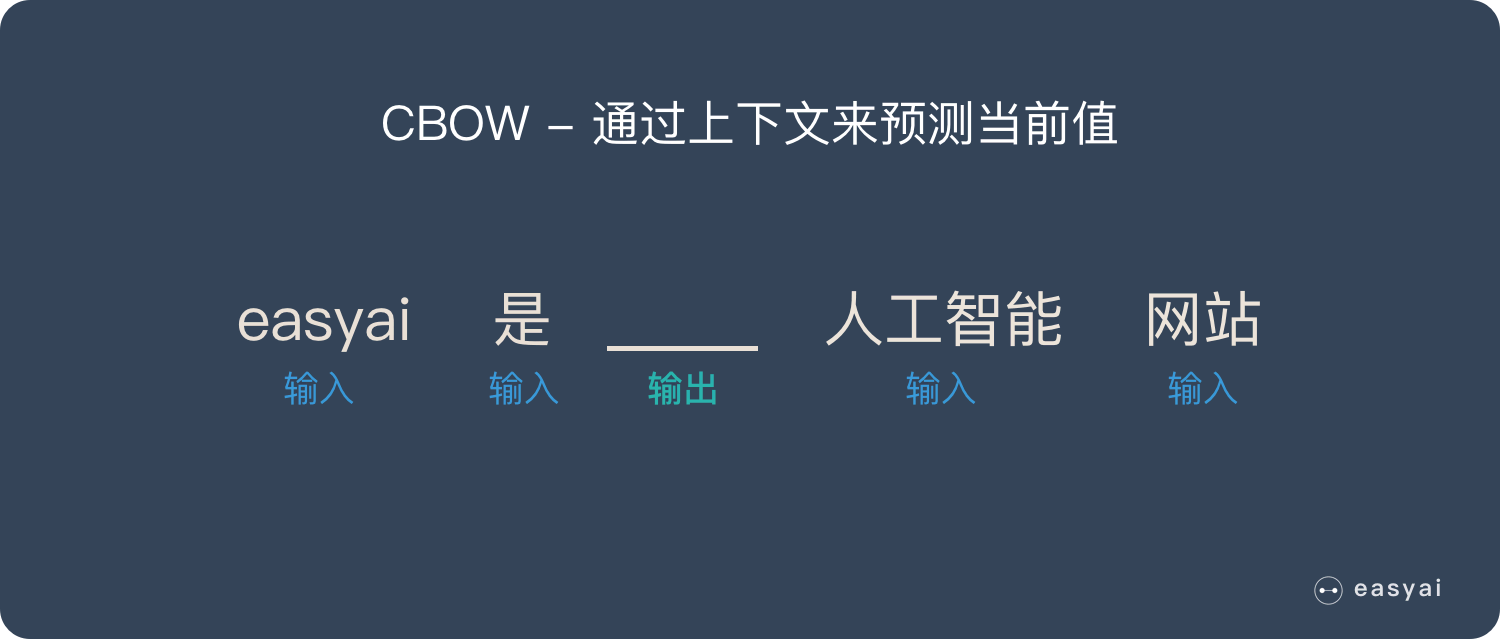 CBOW – 通过上下文来预测当前值
easyai 是 ______ 人工智能 网站
输入 输入 输出 输入 输入
easyai